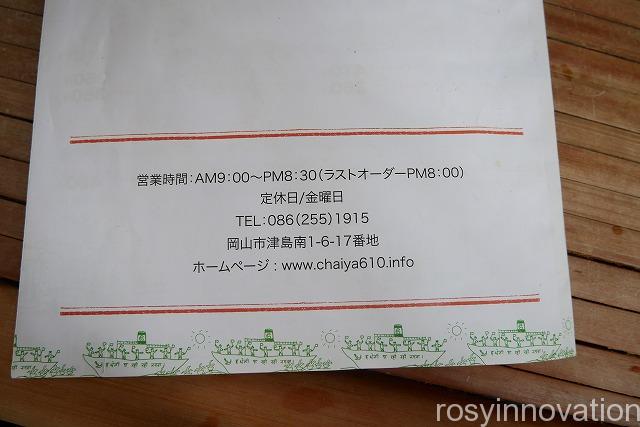 営業時間：AM9：00〜PM8：30（ラストオーダーPM8：00）
定休日/金曜日
TEL：086（255）1915
岡山市津島南1-6-17番地
ホームページ：www.chaiya610.info
rosyinnovation